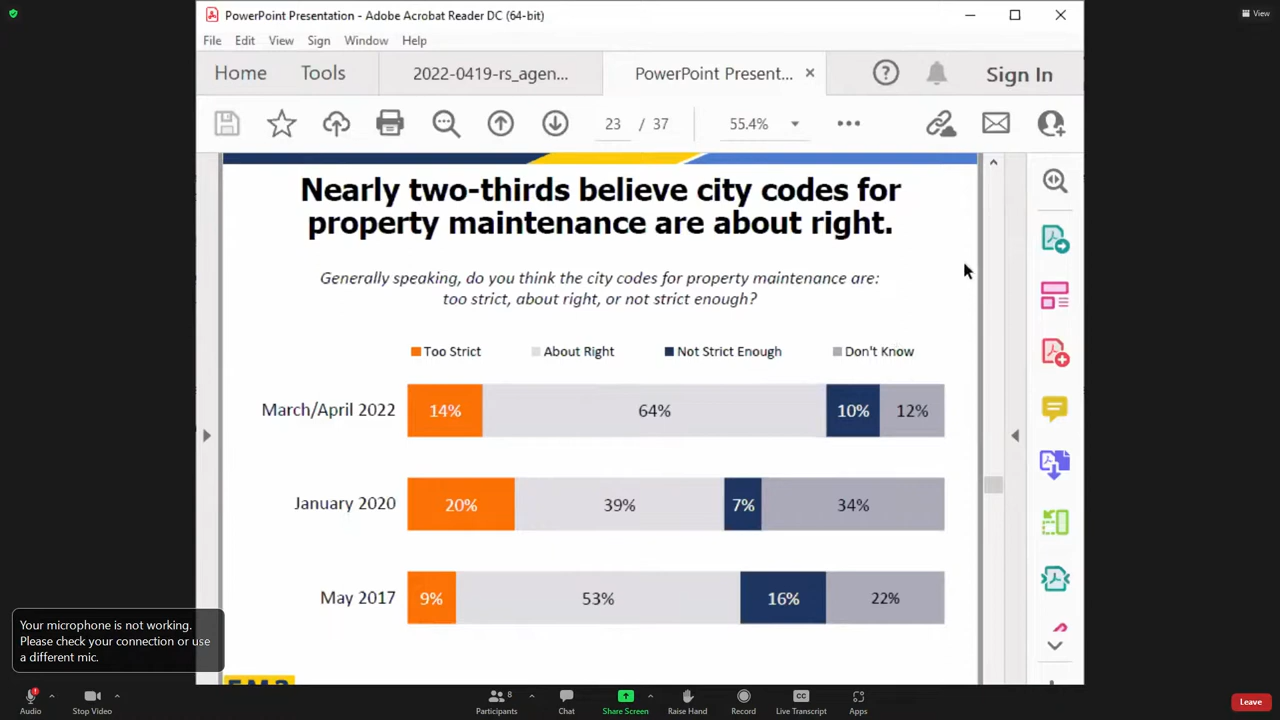 PowerPoint Presentation - Adobe Acrobat Reader DC (64-bit)
View
File Edit View Sign Window Help
Home Tools 2022-0419-rs_agen... PowerPoint Present... × Sign In
23 / 37 55.4%
Nearly two-thirds believe city codes for
property maintenance are about right.
Generally speaking, do you think the city codes for property maintenance are:
too strict, about right, or not strict enough?
Too Strict About Right Not Strict Enough Don't Know
March/April 2022 14% 64% 10% 12%
January 2020 20% 39% 7% 34%
May 2017 9% 53% 16% 22%
Your microphone is not working.
Please check your connection or use
a different mic.
Audio Stop Video Participants 8 Chat Share Screen Raise Hand Record Live Transcript Apps Leave